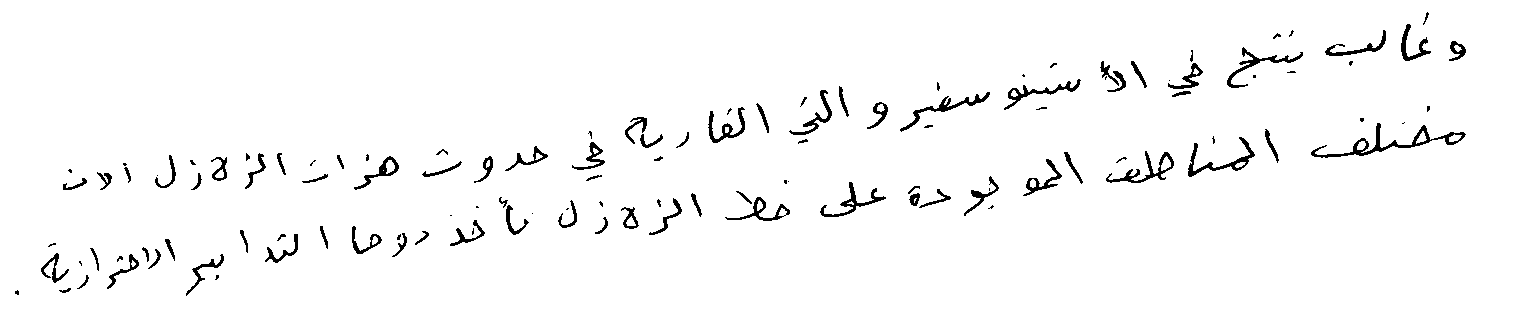 وغالب ينتج في الأستينوسفير والتي القارية في حدوث هزات الزلازل الان
مختلف المناطق الموجودة على خط الزلازل تأخذ دوما التدابير الاحترازية .